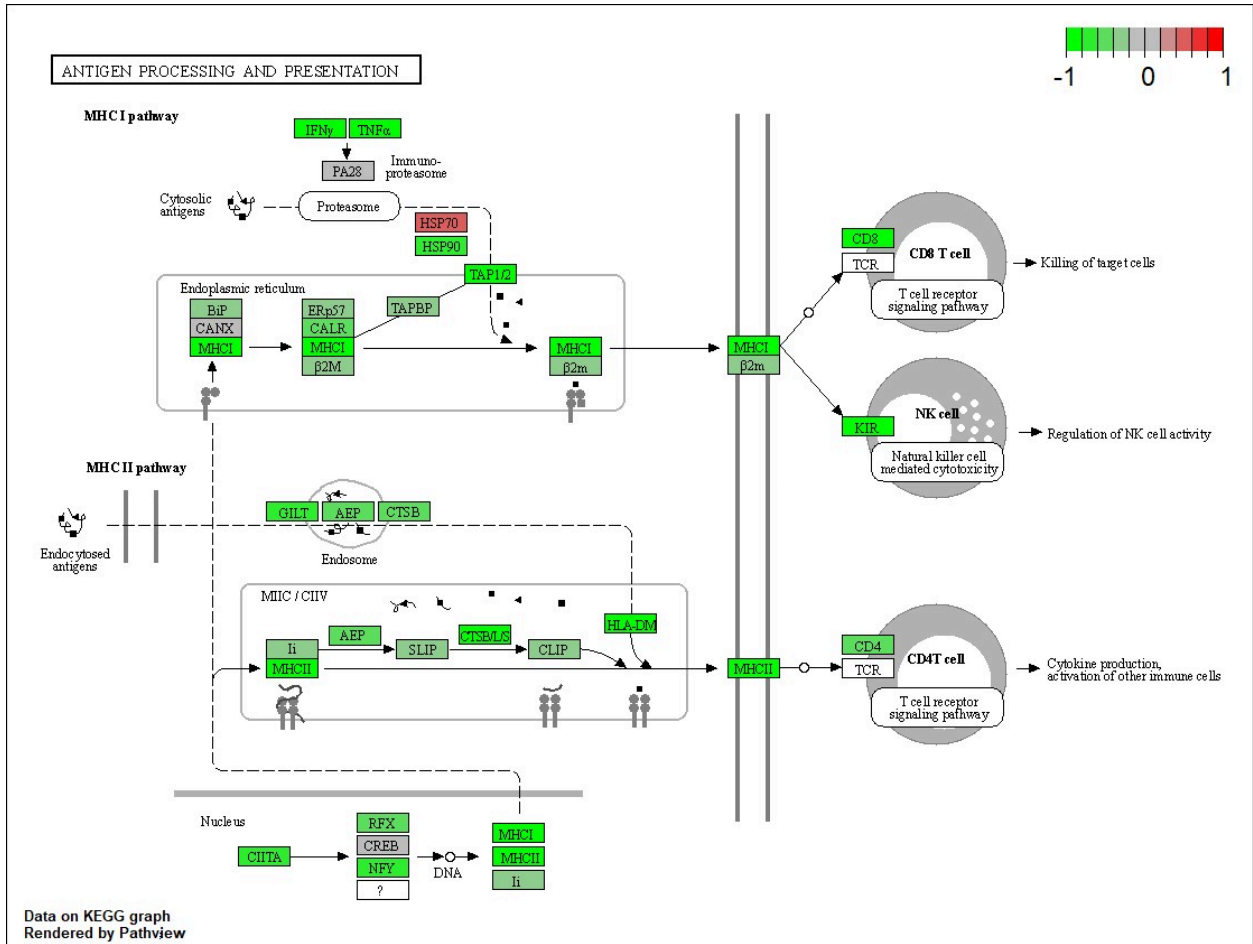 -1 0 1
ANTIGEN PROCESSING AND PRESENTATION
MHC I pathway
IFNγ TNFα
PA28
Immuno-
proteasome
Cytosolic
antigens
Proteasome
HSP70
HSP90
TAP1/2
Endoplasmic reticulum
BiP
CANX
MHCI
ERp57
CALR
MHCI
β2M
TAPBP
MHCI
β2m
MHCI
β2m
CD8
TCR
CD8 T cell
T cell receptor
signaling pathway
Killing of target cells
KIR
NK cell
Natural killer cell
mediated cytotoxicity
Regulation of NK cell activity
MHC II pathway
Endocytosed
antigens
GILT AEP CTSB
Endosome
MIIC / CIIV
Ii
MHCII
AEP
SLIP
CTSB/L/S
CLIP
HLA-DM
MHCII
CD4
TCR
CD4T cell
T cell receptor
signaling pathway
Cytokine production,
activation of other immune cells
Nucleus
CIITA
RFX
CREB
NFY
?
DNA
MHCI
MHCII
Ii
Data on KEGG graph
Rendered by Pathview